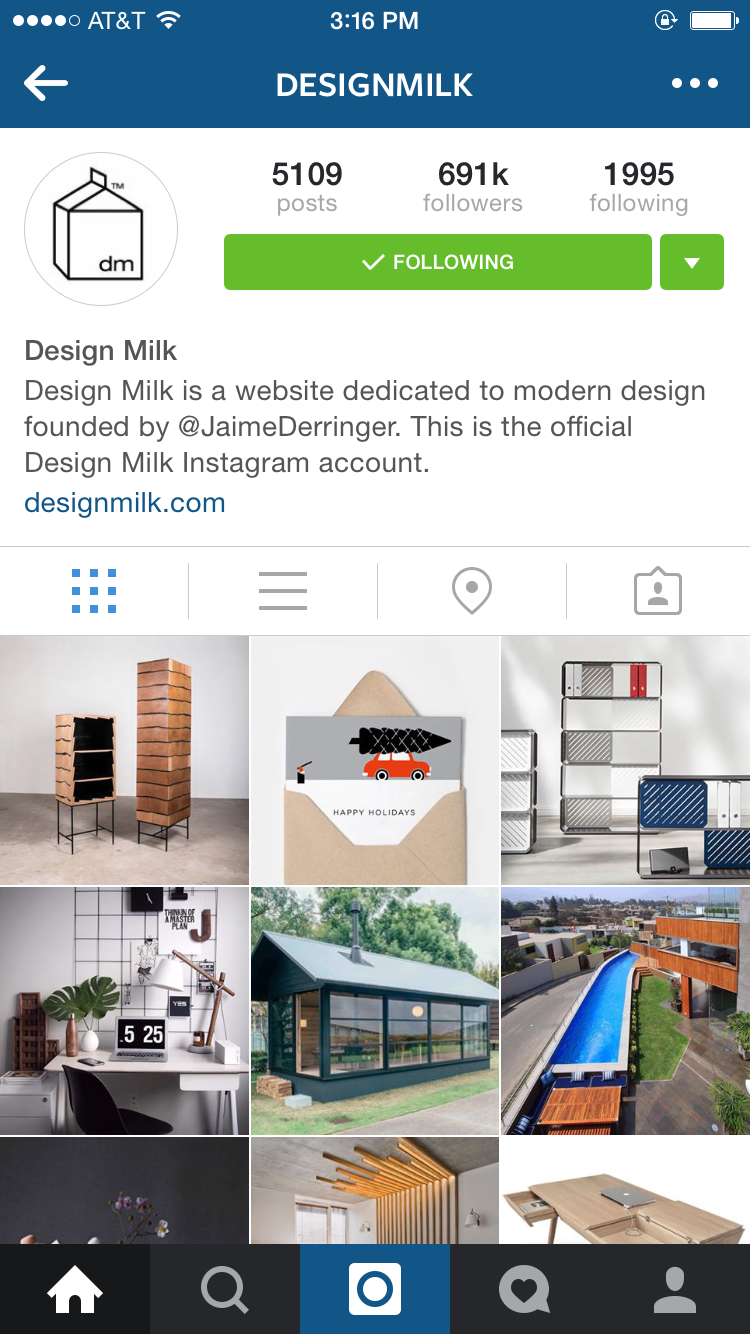 AT&T 3:16 PM
DESIGNMILK
5109 691k 1995
posts followers following
FOLLOWING
TM
dm
Design Milk
Design Milk is a website dedicated to modern design
founded by @JaimeDerringer. This is the official
Design Milk Instagram account.
designmilk.com
HAPPY HOLIDAYS
THINKIN OF
A MASTER
PLAN
J
YES
5 25